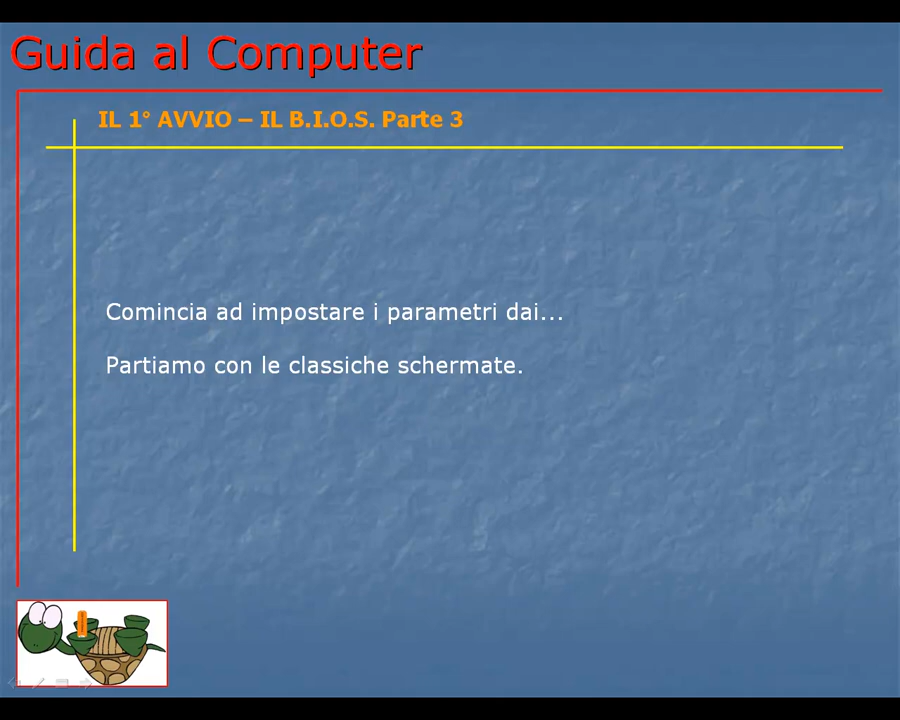 Guida al Computer
IL 1° AVVIO – IL B.I.O.S. Parte 3
Comincia ad impostare i parametri dai...
Partiamo con le classiche schermate.